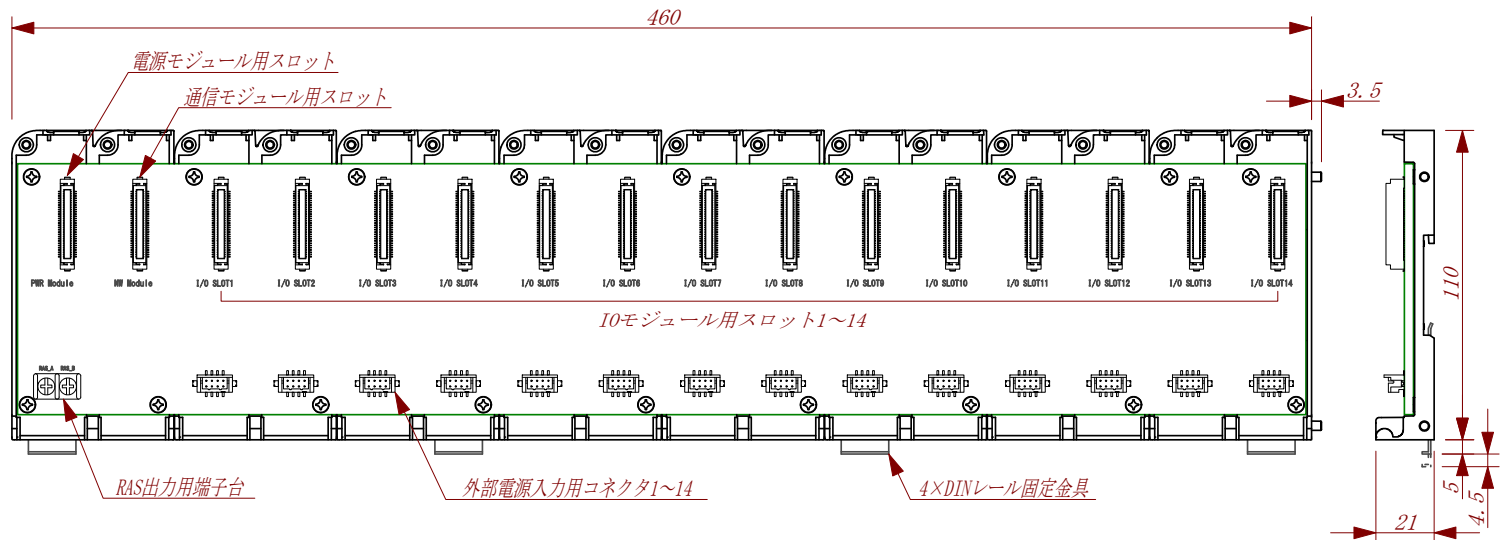 460
電源モジュール用スロット
通信モジュール用スロット
3.5
PWR Module
NW Module
I/O SLOT1
I/O SLOT2
I/O SLOT3
I/O SLOT4
I/O SLOT5
I/O SLOT6
I/O SLOT7
I/O SLOT8
I/O SLOT9
I/O SLOT10
I/O SLOT11
I/O SLOT12
I/O SLOT13
I/O SLOT14
IOモジュール用スロット1～14
110
RAS_A
RAS_B
RAS出力用端子台
外部電源入力用コネクタ1～14
4×DINレール固定金具
5
4.5
21